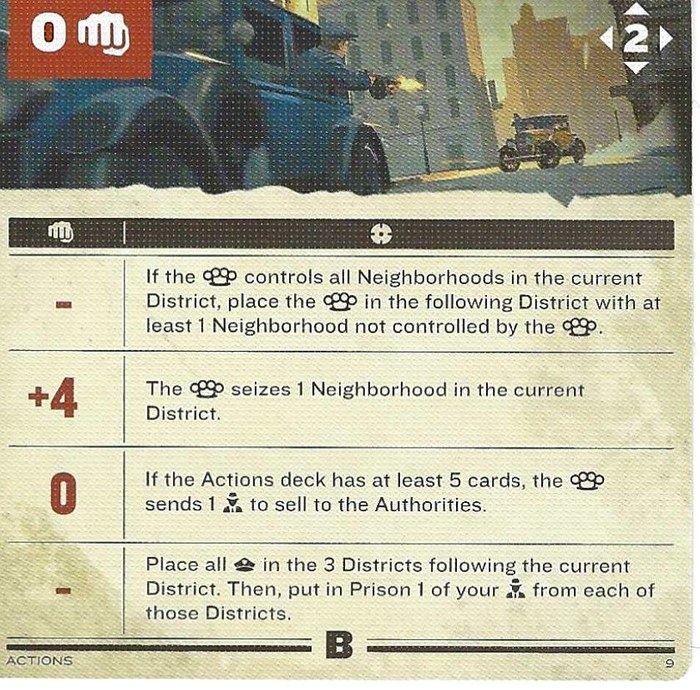 0
2
-
If the controls all Neighborhoods in the current
District, place the in the following District with at
least 1 Neighborhood not controlled by the .
+4
The seizes 1 Neighborhood in the current
District.
0
If the Actions deck has at least 5 cards, the
sends 1 to sell to the Authorities.
-
Place all in the 3 Districts following the current
District. Then, put in Prison 1 of your from each of
those Districts.
B
ACTIONS
9